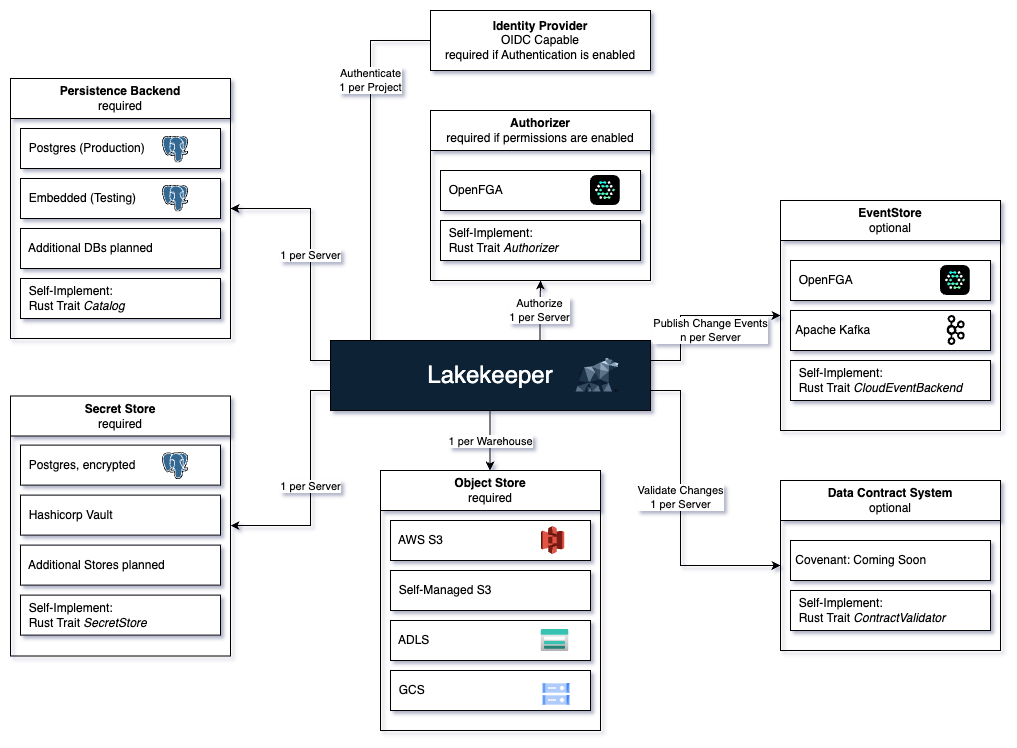 Identity Provider
OIDC Capable
required if Authentication is enabled
Authenticate
1 per Project
Persistence Backend
required
Postgres (Production)
Embedded (Testing)
Additional DBs planned
Self-Implement:
Rust Trait Catalog
1 per Server
Authorizer
required if permissions are enabled
OpenFGA
Self-Implement:
Rust Trait Authorizer
Authorize
1 per Server
EventStore
optional
OpenFGA
Apache Kafka
Self-Implement:
Rust Trait CloudEventBackend
Publish Change Events
n per Server
Lakekeeper
Secret Store
required
Postgres, encrypted
Hashicorp Vault
Additional Stores planned
Self-Implement:
Rust Trait SecretStore
1 per Server
1 per Warehouse
Object Store
required
AWS S3
Self-Managed S3
ADLS
GCS
Validate Changes
1 per Server
Data Contract System
optional
Covenant: Coming Soon
Self-Implement:
Rust Trait ContractValidator